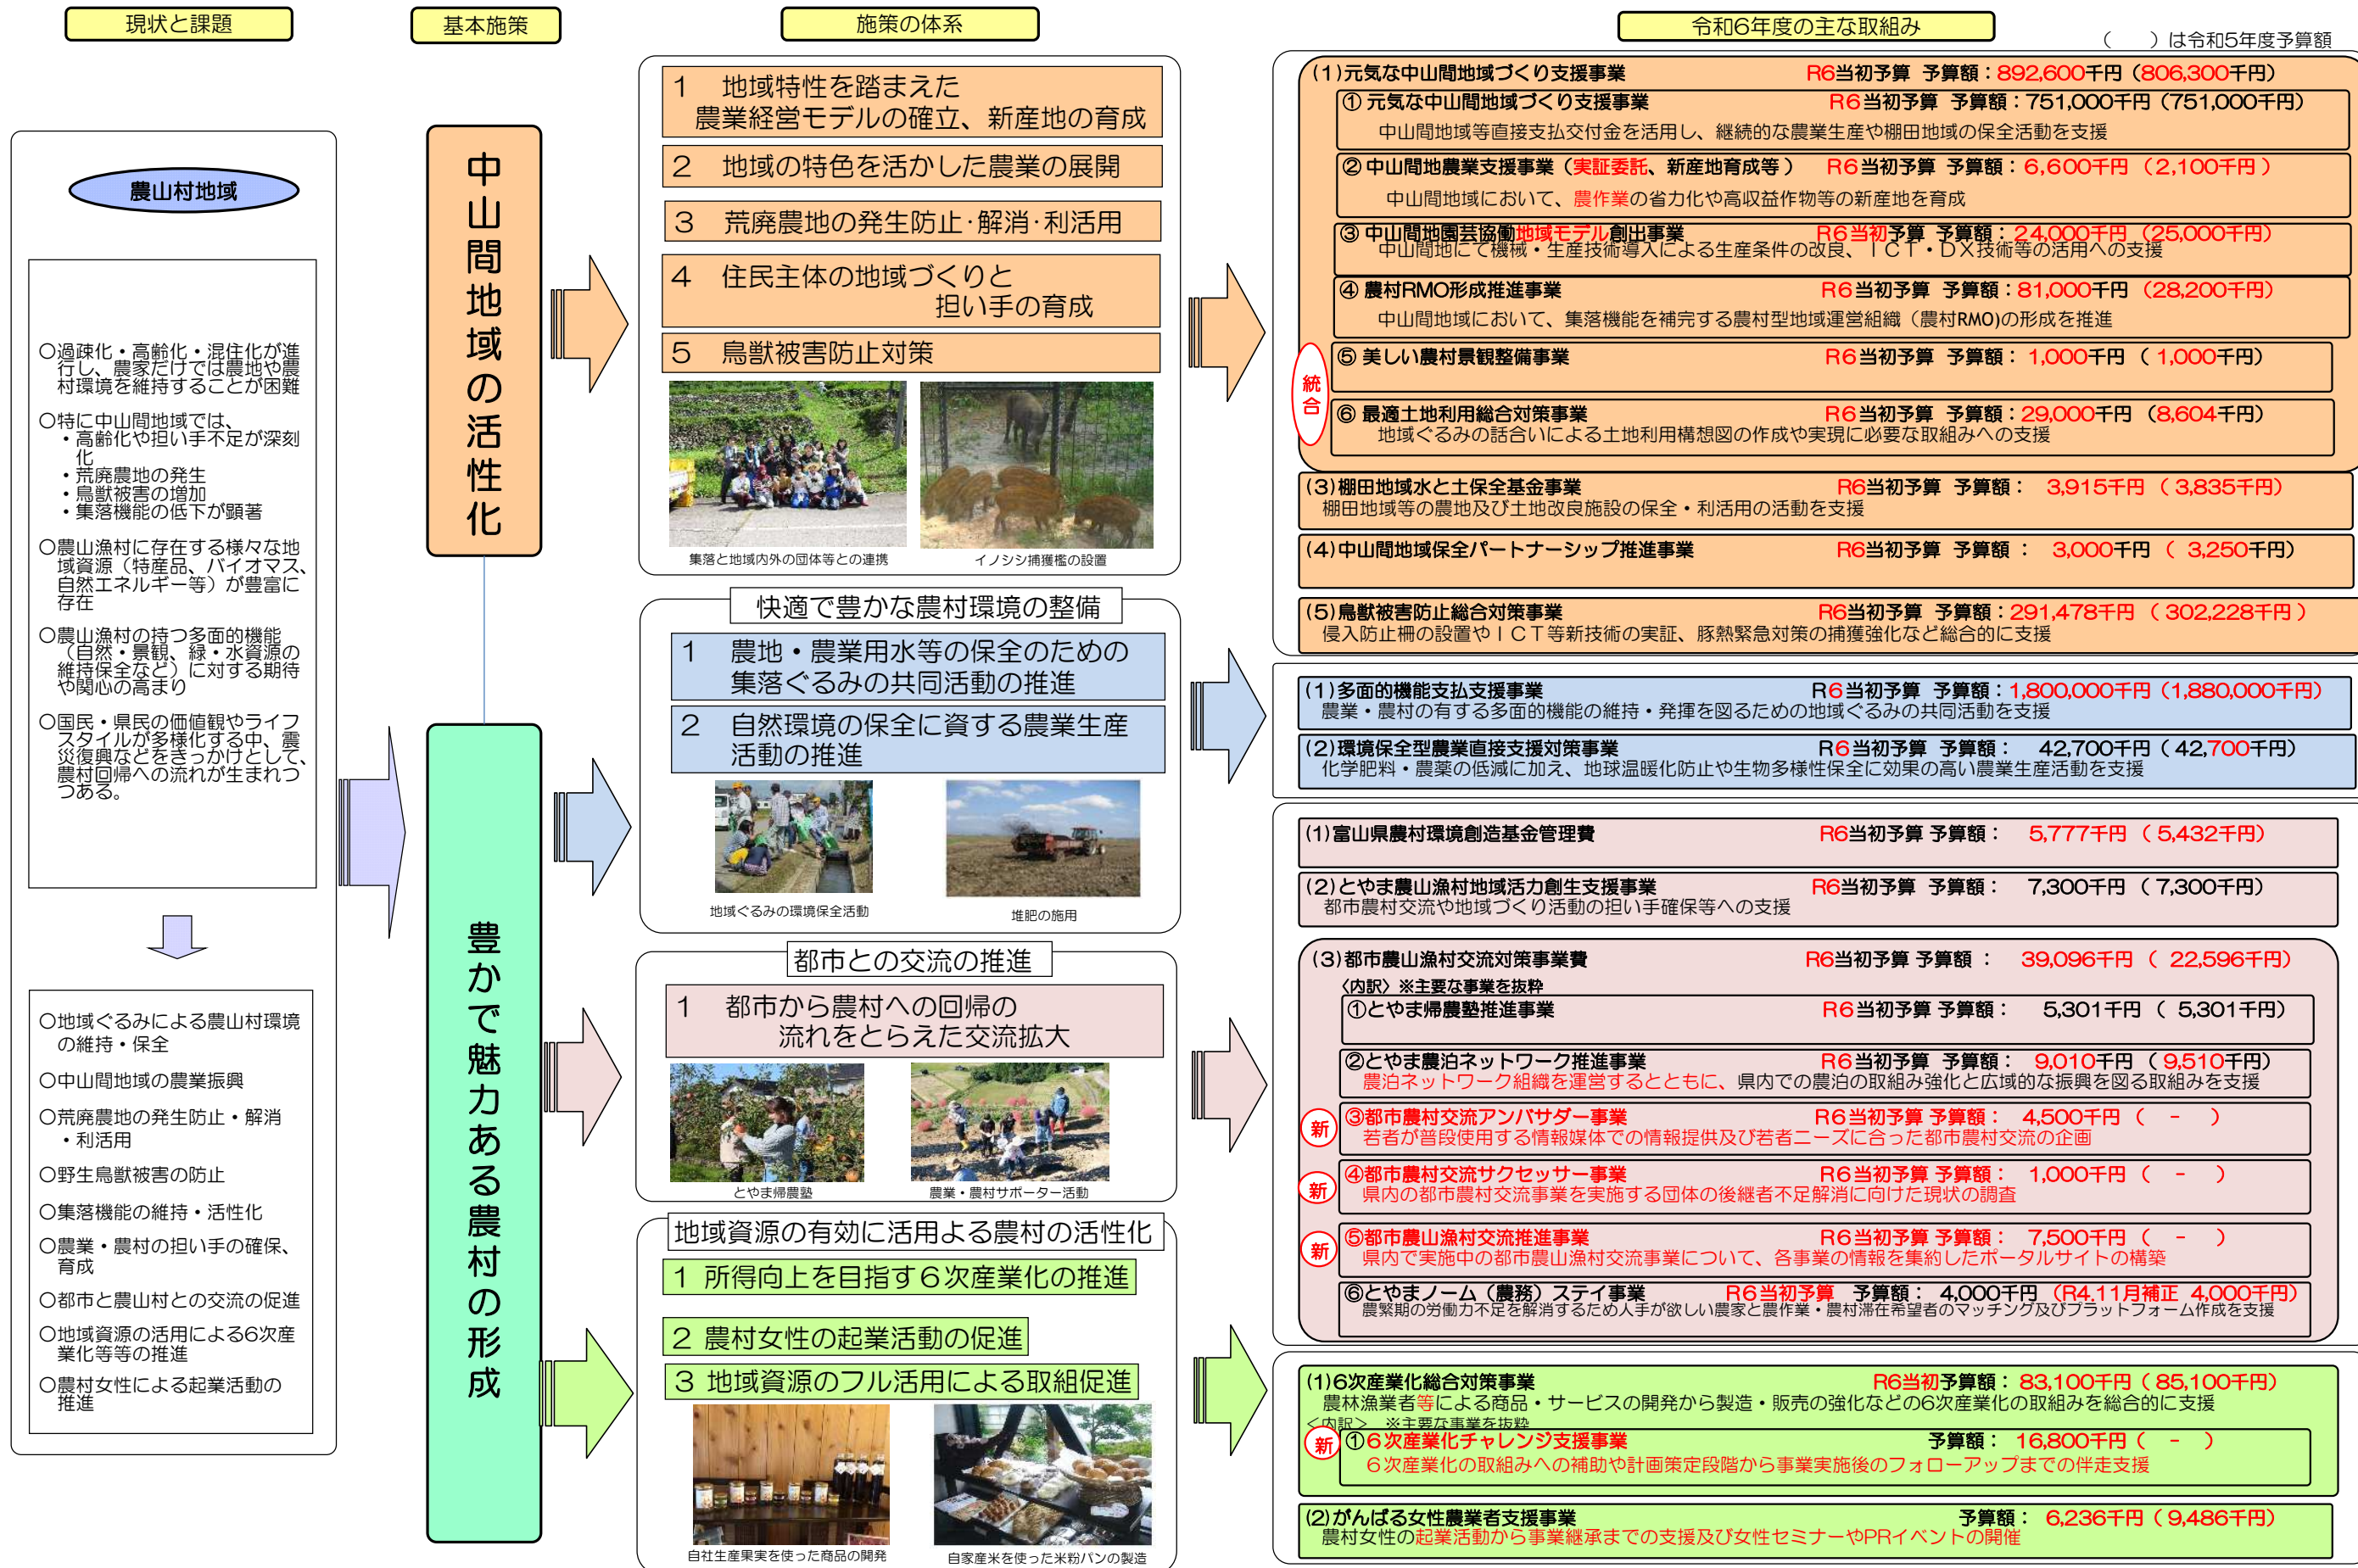 現状と課題
基本施策
施策の体系
令和6年度の主な取組み
（　　）は令和5年度予算額
農山村地域
○過疎化・高齢化・混住化が進
行し、農家だけでは農地や農
村環境を維持することが困難
○特に中山間地域では、
・高齢化や担い手不足が深刻
化
・荒廃農地の発生
・鳥獣被害の増加
・集落機能の低下が顕著
○農山漁村に存在する様々な地
域資源（特産品、バイオマス、
自然エネルギー等）が豊富に
存在
○農山漁村の持つ多面的機能
（自然・景観、緑・水資源の
維持保全など）に対する期待
や関心の高まり
○国民・県民の価値観やライフ
スタイルが多様化する中、震
災復興などをきっかけとして、
農村回帰への流れが生まれつ
つある。
○地域ぐるみによる農山村環境
の維持・保全
○中山間地域の農業振興
○荒廃農地の発生防止・解消
・利活用
○野生鳥獣被害の防止
○集落機能の維持・活性化
○農業・農村の担い手の確保、
育成
○都市と農山村との交流の促進
○地域資源の活用による6次産
業化等等の推進
○農村女性による起業活動の
推進
中山間地域の活性化
豊かで魅力ある農村の形成
1　地域特性を踏まえた
農業経営モデルの確立、新産地の育成
2　地域の特色を活かした農業の展開
3　荒廃農地の発生防止･解消･利活用
4　住民主体の地域づくりと
担い手の育成
5　鳥獣被害防止対策
集落と地域内外の団体等との連携
イノシシ捕獲檻の設置
快適で豊かな農村環境の整備
1　農地・農業用水等の保全のための
集落ぐるみの共同活動の推進
2　自然環境の保全に資する農業生産
活動の推進
地域ぐるみの環境保全活動
堆肥の施用
都市との交流の推進
1　都市から農村への回帰の
流れをとらえた交流拡大
とやま帰農塾
農業・農村サポーター活動
地域資源の有効に活用よる農村の活性化
1 所得向上を目指す６次産業化の推進
2 農村女性の起業活動の促進
3 地域資源のフル活用による取組促進
自社生産果実を使った商品の開発
自家産米を使った米粉パンの製造
(1)元気な中山間地域づくり支援事業　R6当初予算 予算額：892,600千円（806,300千円）
① 元気な中山間地域づくり支援事業　R6当初予算 予算額：751,000千円（751,000千円）
中山間地域等直接支払交付金を活用し、継続的な農業生産や棚田地域の保全活動を支援
② 中山間地農業支援事業（実証委託、新産地育成等）　R6当初予算 予算額：6,600千円（2,100千円）
中山間地域において、農作業の省力化や高収益作物等の新産地を育成
③ 中山間地園芸協働地域モデル創出事業　R6当初予算 予算額：24,000千円（25,000千円）
中山間地にて機械・生産技術導入による生産条件の改良、ＩＣＴ・ＤＸ技術等の活用への支援
④ 農村RMO形成推進事業　R6当初予算 予算額：81,000千円（28,200千円）
中山間地域において、集落機能を補完する農村型地域運営組織（農村RMO)の形成を推進
統合
⑤ 美しい農村景観整備事業　R6当初予算 予算額：1,000千円（ 1,000千円）
⑥ 最適土地利用総合対策事業　R6当初予算 予算額：29,000千円（8,604千円）
地域ぐるみの話合いによる土地利用構想図の作成や実現に必要な取組みへの支援
(3)棚田地域水と土保全基金事業　R6当初予算 予算額： 3,915千円（ 3,835千円）
棚田地域等の農地及び土地改良施設の保全・利活用の活動を支援
(4)中山間地域保全パートナーシップ推進事業　R6当初予算 予算額： 3,000千円（ 3,250千円）
(5)鳥獣被害防止総合対策事業　R6当初予算 予算額：291,478千円（ 302,228千円 ）
侵入防止柵の設置やＩＣＴ等新技術の実証、豚熱緊急対策の捕獲強化など総合的に支援
(1)多面的機能支払支援事業　R6当初予算 予算額：1,800,000千円（1,880,000千円）
農業・農村の有する多面的機能の維持・発揮を図るための地域ぐるみの共同活動を支援
(2)環境保全型農業直接支援対策事業　R6当初予算 予算額： 42,700千円（ 42,700千円）
化学肥料・農薬の低減に加え、地球温暖化防止や生物多様性保全に効果の高い農業生産活動を支援
(1)富山県農村環境創造基金管理費　R6当初予算 予算額： 5,777千円（ 5,432千円）
(2)とやま農山漁村地域活力創生支援事業　R6当初予算 予算額： 7,300千円（ 7,300千円）
都市農村交流や地域づくり活動の担い手確保等への支援
(3)都市農山漁村交流対策事業費　R6当初予算 予算額： 39,096千円（ 22,596千円）
〈内訳〉※主要な事業を抜粋
①とやま帰農塾推進事業　R6当初予算 予算額： 5,301千円（ 5,301千円）
②とやま農泊ネットワーク推進事業　R6当初予算 予算額： 9,010千円（ 9,510千円）
農泊ネットワーク組織を運営するとともに、県内での農泊の取組み強化と広域的な振興を図る取組みを支援
新
③都市農村交流アンバサダー事業　R6当初予算 予算額： 4,500千円（ － ）
若者が普段使用する情報媒体での情報提供及び若者ニーズに合った都市農村交流の企画
新
④都市農村交流サクセッサー事業　R6当初予算 予算額： 1,000千円（ － ）
県内の都市農村交流事業を実施する団体の後継者不足解消に向けた現状の調査
新
⑤都市農山漁村交流推進事業　R6当初予算 予算額： 7,500千円（ － ）
県内で実施中の都市農山漁村交流事業について、各事業の情報を集約したポータルサイトの構築
⑥とやまノーム（農務）ステイ事業　R6当初予算 予算額： 4,000千円（R4.11月補正 4,000千円）
農繁期の労働力不足を解消するため人手が欲しい農家と農作業・農村滞在希望者のマッチング及びプラットフォーム作成を支援
(1)6次産業化総合対策事業　R6当初予算額： 83,100千円（ 85,100千円）
農林漁業者等による商品・サービスの開発から製造・販売の強化などの6次産業化の取組みを総合的に支援
＜内訳＞　※主要な事業を抜粋
新
①６次産業化チャレンジ支援事業　予算額： 16,800千円（ － ）
６次産業化の取組みへの補助や計画策定段階から事業実施後のフォローアップまでの伴走支援
(2)がんばる女性農業者支援事業　予算額： 6,236千円（ 9,486千円）
農村女性の起業活動から事業継承までの支援及び女性セミナーやPRイベントの開催